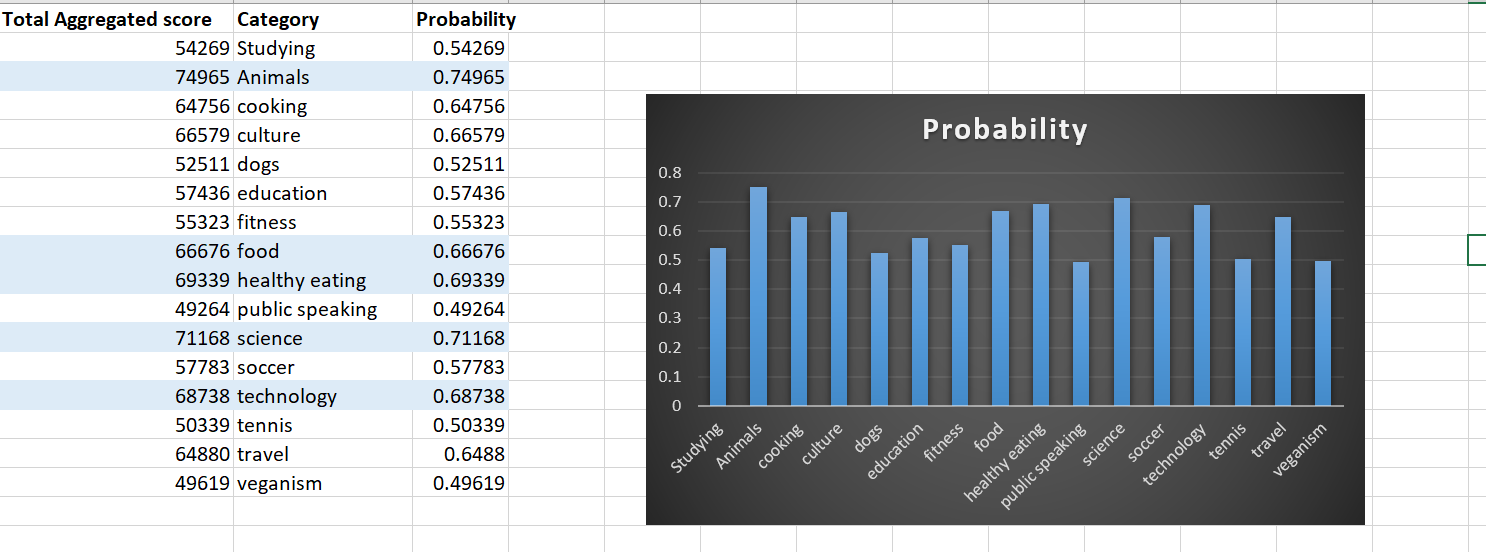 Total Aggregated score Category Probability
54269 Studying 0.54269
74965 Animals 0.74965
64756 cooking 0.64756
66579 culture 0.66579
52511 dogs 0.52511
57436 education 0.57436
55323 fitness 0.55323
66676 food 0.66676
69339 healthy eating 0.69339
49264 public speaking 0.49264
71168 science 0.71168
57783 soccer 0.57783
68738 technology 0.68738
50339 tennis 0.50339
64880 travel 0.6488
49619 veganism 0.49619
Probability
0.8
0.7
0.6
0.5
0.4
0.3
0.2
0.1
0
Studying
Animals
cooking
culture
dogs
education
fitness
food
healthy eating
public speaking
science
soccer
technology
tennis
travel
veganism